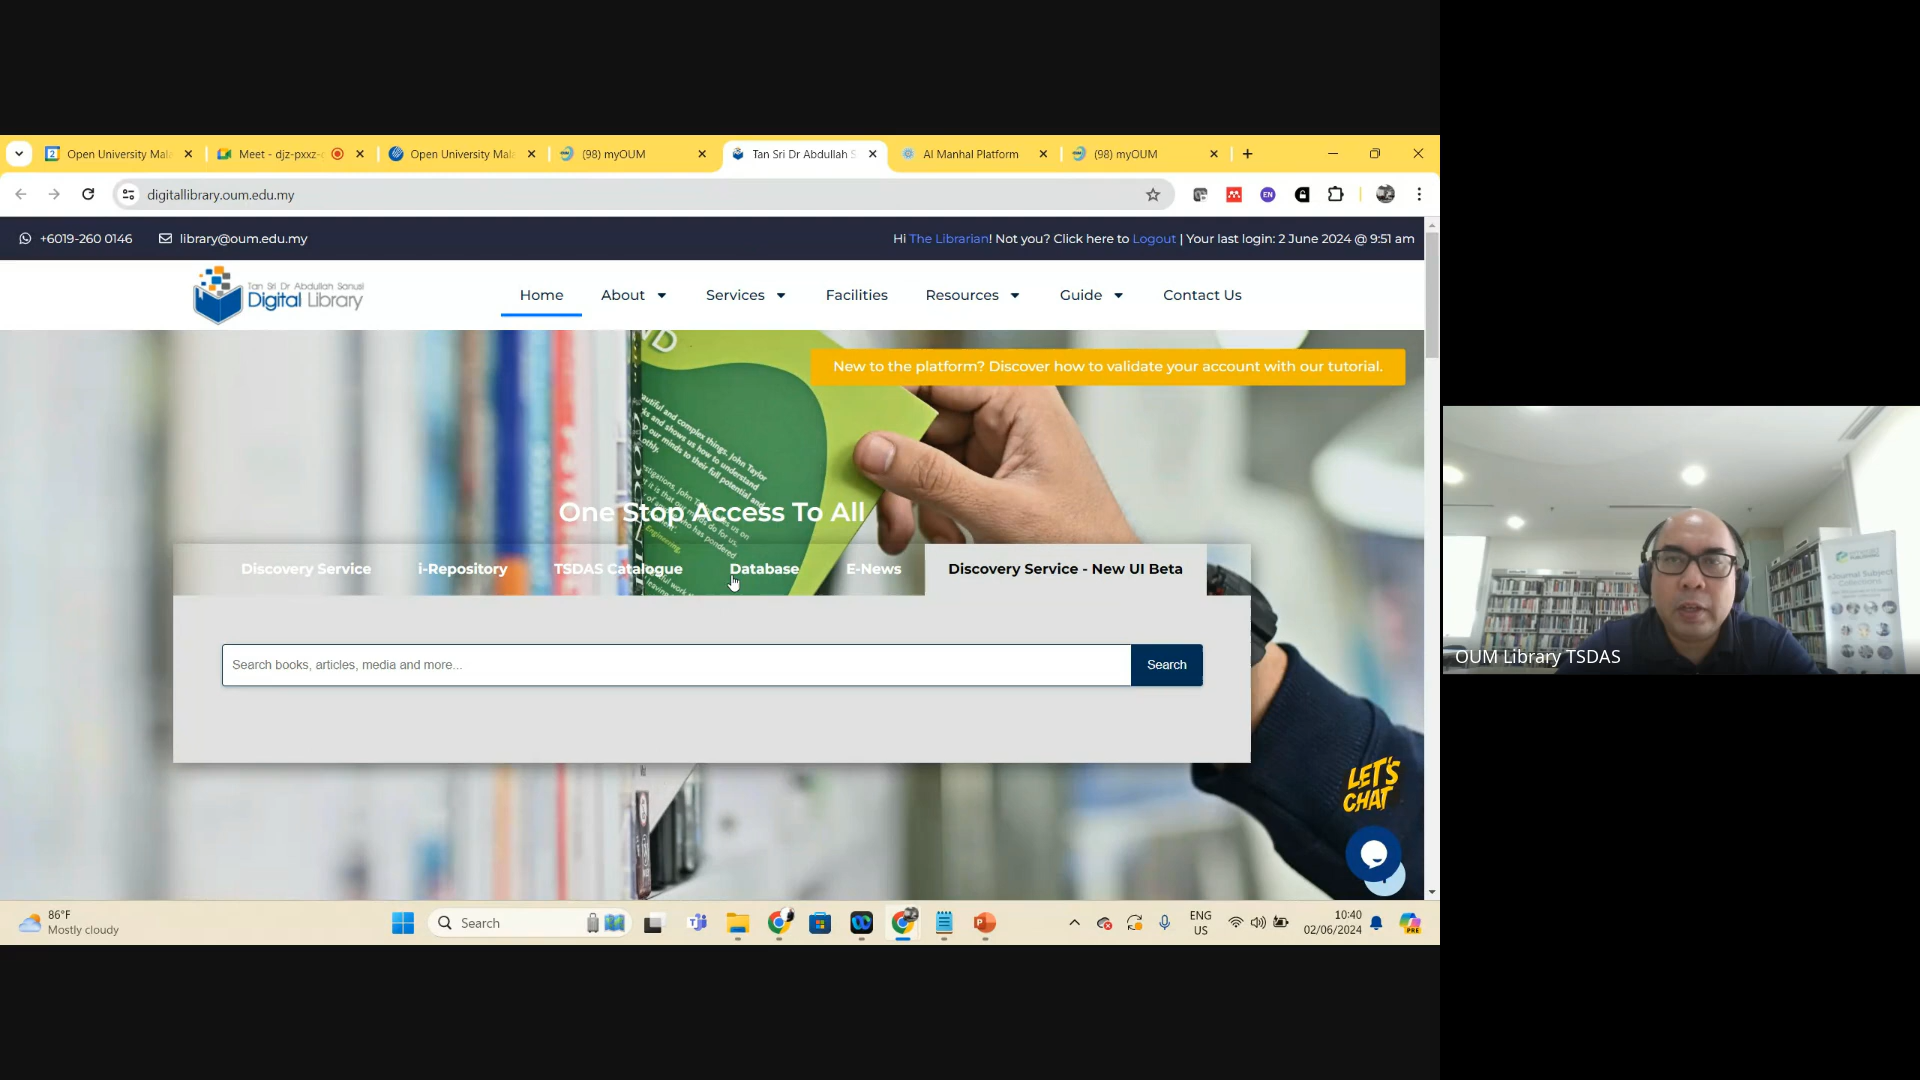 Open University Mala
Meet - djz-pxxz-
Open University Mala
(98) myOUM
Tan Sri Dr Abdullah S
Al Manhal Platform
(98) myOUM
digitallibrary.oum.edu.my
EN
+6019-260 0146
library@oum.edu.my
Hi The Librarian! Not you? Click here to Logout | Your last login: 2 June 2024 @ 9:51 am
Tan Sri Dr Abdullah Sanusi
Digital Library
Home
About
Services
Facilities
Resources
Guide
Contact Us
New to the platform? Discover how to validate your account with our tutorial.
One Stop Access To All
Discovery Service
i-Repository
TSDAS Catalogue
Database
E-News
Discovery Service - New UI Beta
Search books, articles, media and more...
Search
LET'S
CHAT
OUM Library TSDAS
86°F
Mostly cloudy
Search
ENG
US
10:40
02/06/2024
PRE